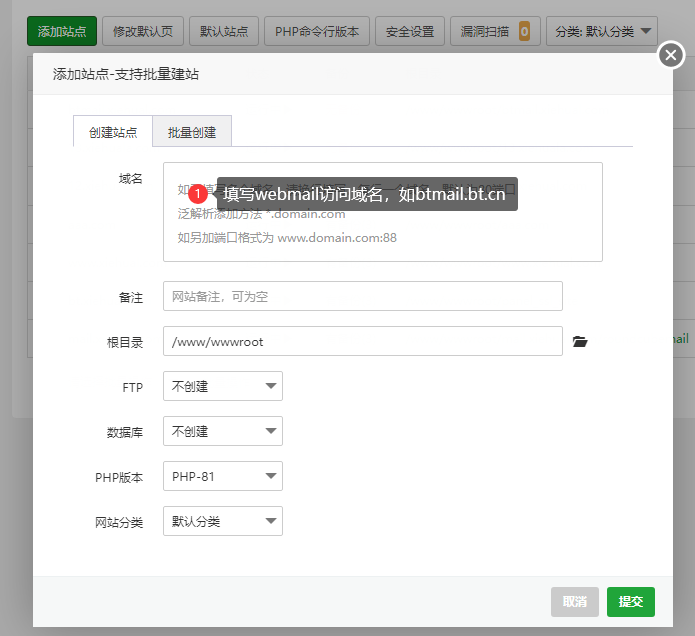 添加站点 修改默认页 默认站点 PHP命令行版本 安全设置 漏洞扫描 0 分类: 默认分类
添加站点-支持批量建站
创建站点 批量创建
域名
1 填写webmail访问域名，如btmail.bt.cn
泛解析添加方法 *.domain.com
如另加端口格式为 www.domain.com:88
备注 网站备注，可为空
根目录 /www/wwwroot
mail
FTP 不创建
数据库 不创建
PHP版本 PHP-81
网站分类 默认分类
取消 提交